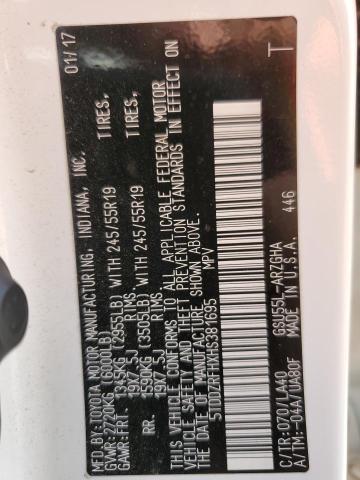 MFD.BY:TOYOTA MOTOR MANUFACTURING, INDIANA, INC. 01/17
GVWR: 2720KG (6000LB)
GAWR: FRT 1345KG (2955LB) WITH 245/55R19 TIRES,
19X7.5J RIMS
RR. 1590KG (3505LB) WITH 245/55R19 TIRES,
19X7.5J RIMS
THIS VEHICLE CONFORMS TO ALL APPLICABLE FEDERAL MOTOR
VEHICLE SAFETY AND THEFT PREVENTION STANDARDS IN EFFECT ON
THE DATE OF MANUFACTURE SHOWN ABOVE.
5TDDZRFHXHS381695 MPV
T
446
C/TR:070/LA40 GSU55L-ARZGHA
A/TM:-04A/UA80F MADE IN U.S.A.